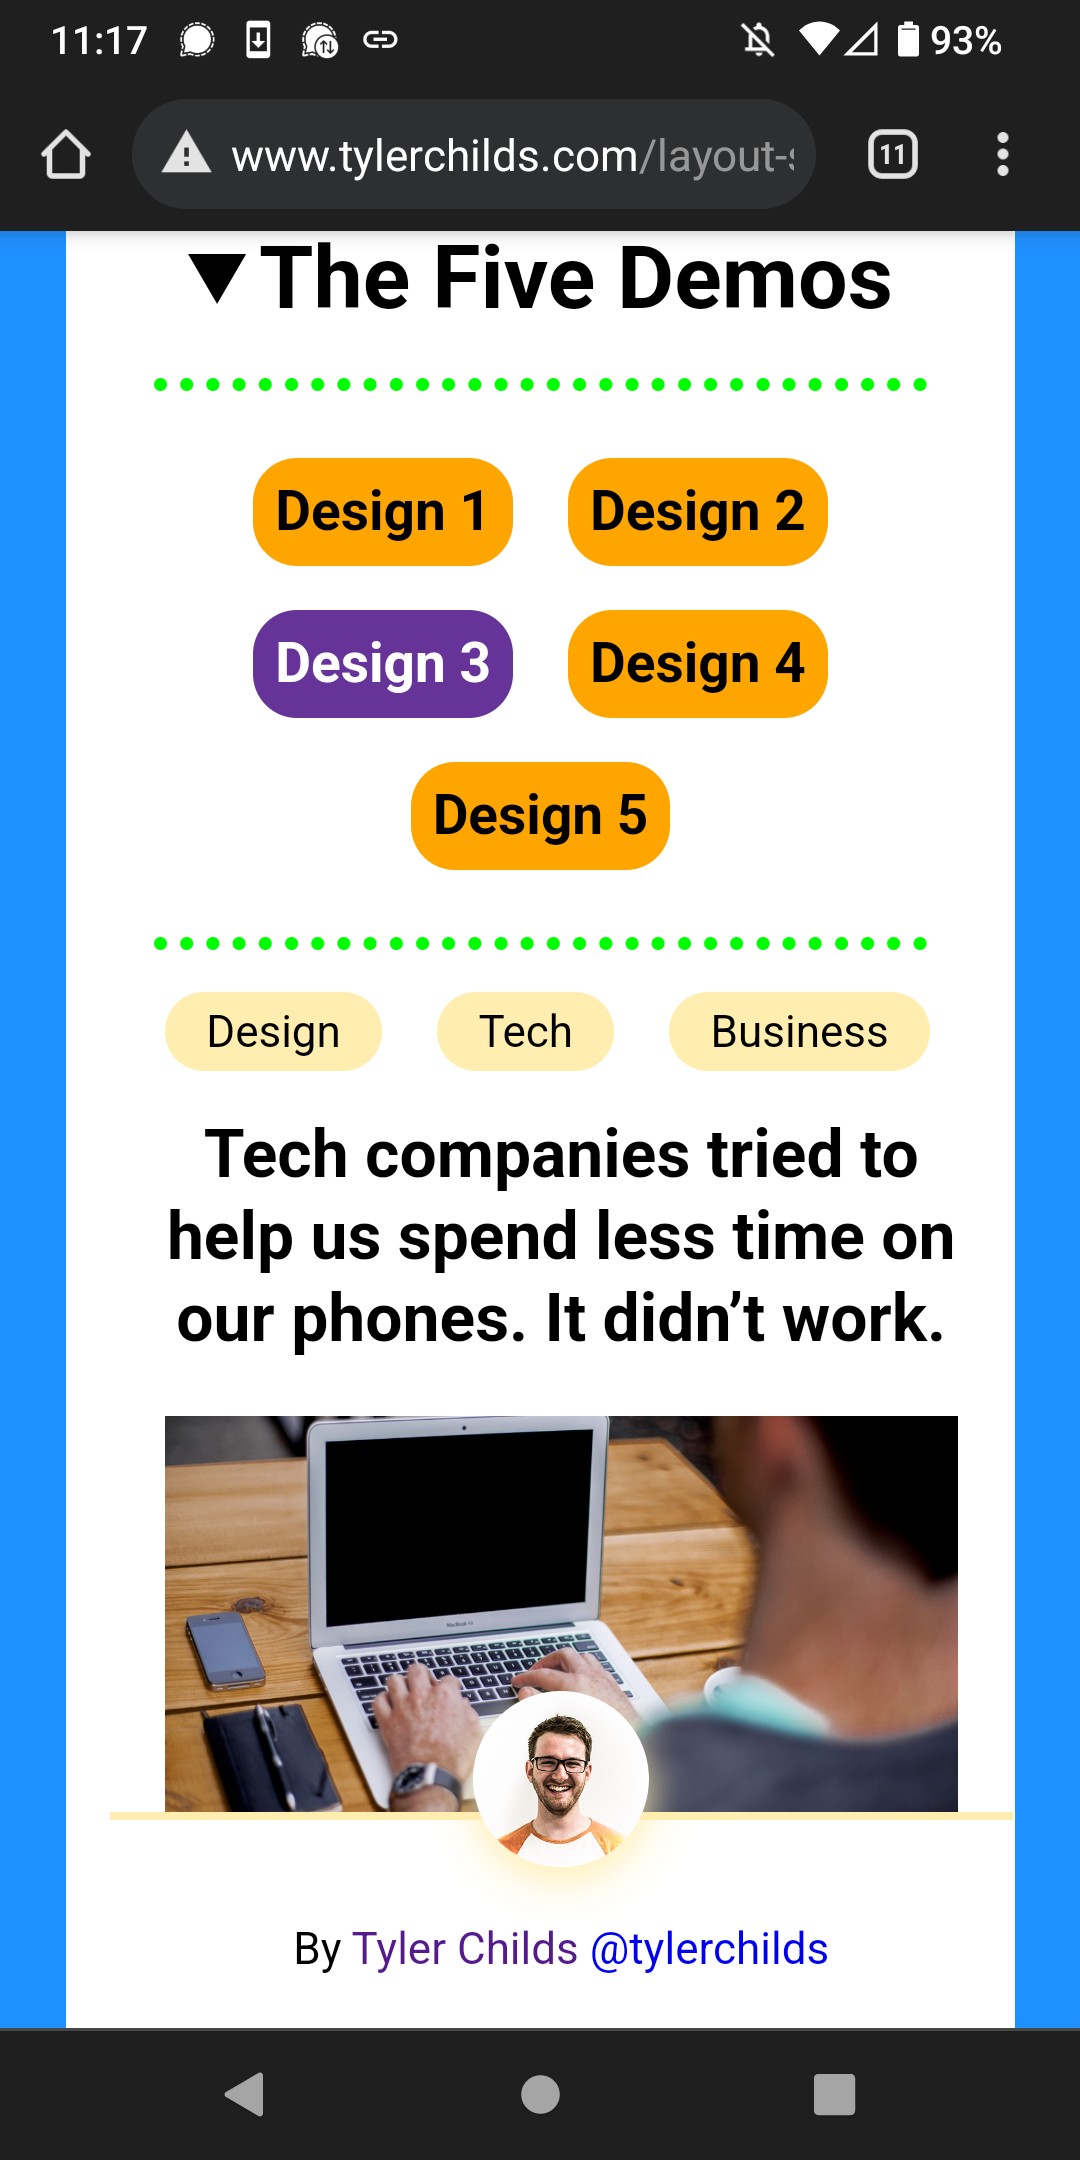 11:17
93%
www.tylerchilds.com/layout-
11
▼ The Five Demos
Design 1
Design 2
Design 3
Design 4
Design 5
Design
Tech
Business
Tech companies tried to
help us spend less time on
our phones. It didn’t work.
MacBook Air
By Tyler Childs @tylerchilds